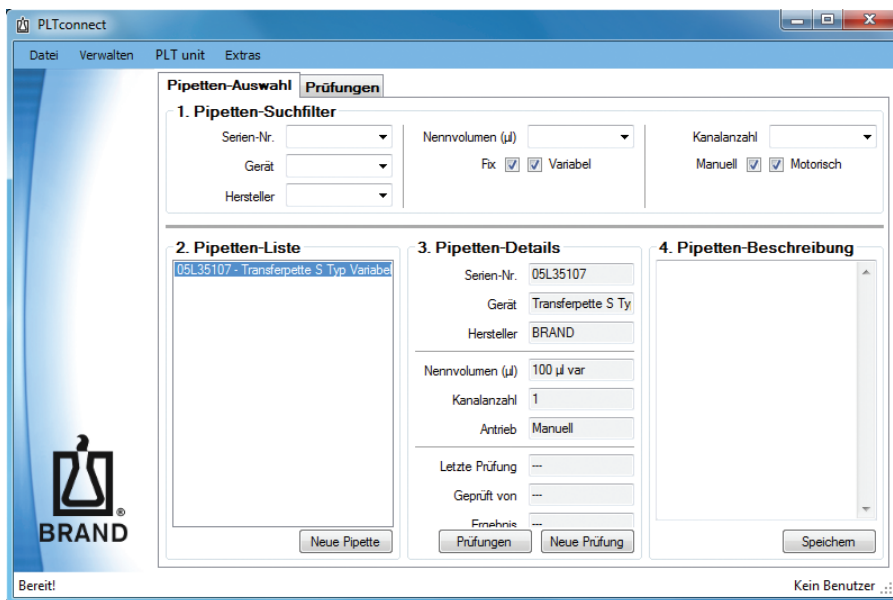 PLTconnect
Datei Verwalten PLT unit Extras
Pipetten-Auswahl Prüfungen
1. Pipetten-Suchfilter
Serien-Nr. Nennvolumen (µl) Kanalanzahl
Gerät Fix Variabel Manuell Motorisch
Hersteller
2. Pipetten-Liste
05L35107 - Transferpette S Typ Variabel
Neue Pipette
3. Pipetten-Details
Serien-Nr. 05L35107
Gerät Transferpette S Ty
Hersteller BRAND
Nennvolumen (µl) 100 µl var
Kanalanzahl 1
Antrieb Manuell
Letzte Prüfung ---
Geprüft von ---
Ergebnis ---
Prüfungen Neue Prüfung
4. Pipetten-Beschreibung
Speichern
BRAND®
Bereit! Kein Benutzer